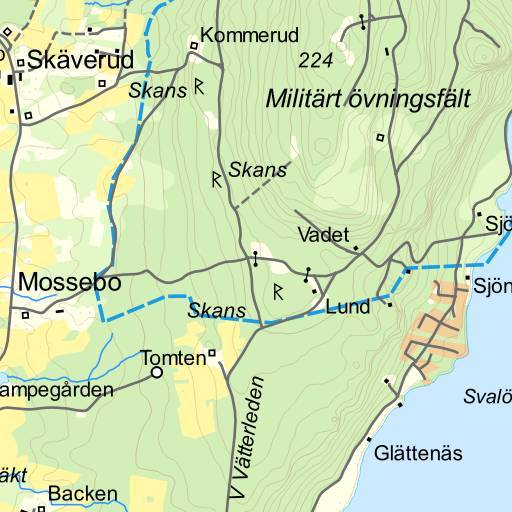 Kommerud
Skäverud
224
Skans
Militärt övningsfält
Skans
Sjö
Vadet
Mossebo
Sjön
Skans
Lund
Tomten
ampegården
Svalö
V Vätterleden
Glättenäs
äkt
Backen